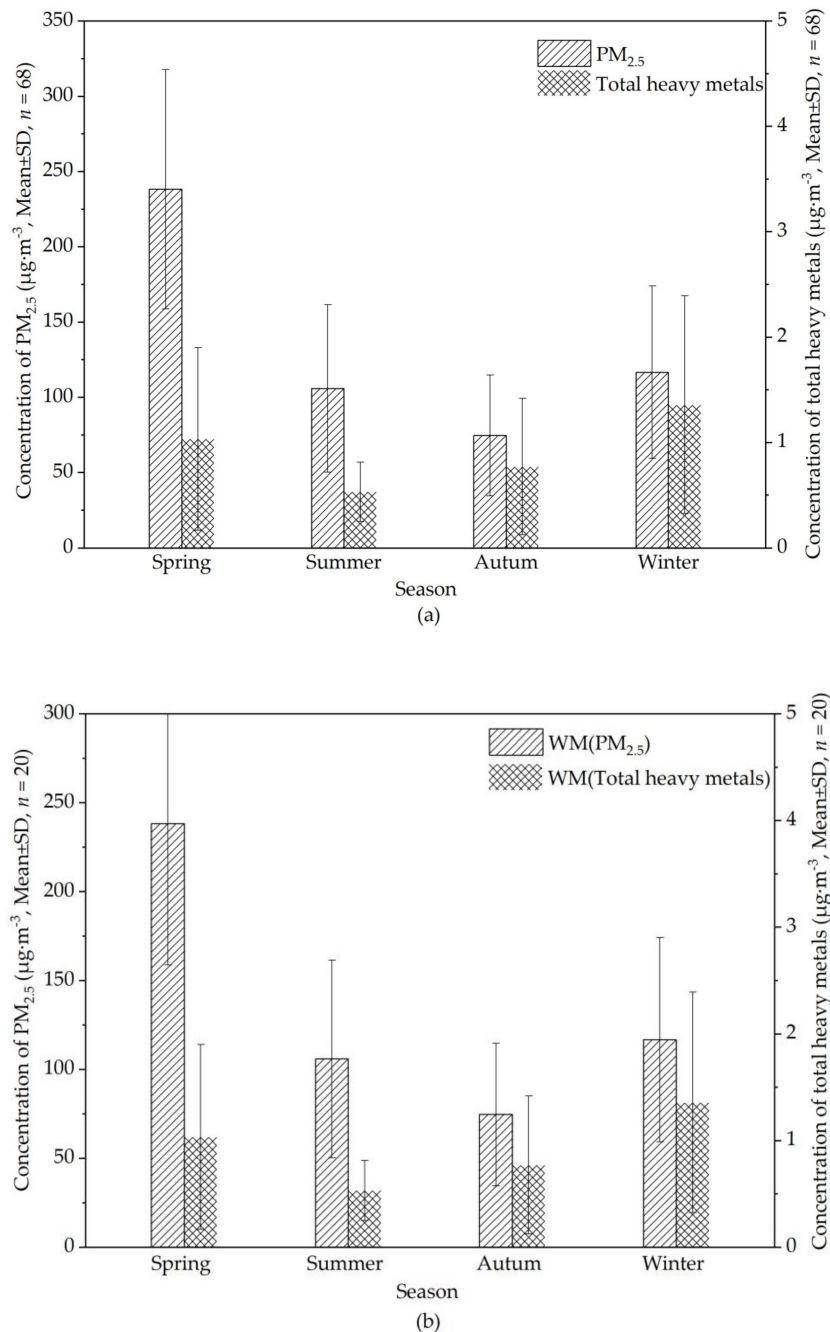 350
300
250
200
150
100
50
0
Concentration of PM2.5 (μg·m-3, Mean±SD, n = 68)
PM2.5
Total heavy metals
5
4
3
2
1
0
Concentration of total heavy metals (μg·m-3, Mean±SD, n = 68)
Spring Summer Autum Winter
Season
(a)
300
250
200
150
100
50
0
Concentration of PM2.5 (μg·m-3, Mean±SD, n = 20)
WM(PM2.5)
WM(Total heavy metals)
5
4
3
2
1
0
Concentration of total heavy metals (μg·m-3, Mean±SD, n = 20)
Spring Summer Autum Winter
Season
(b)